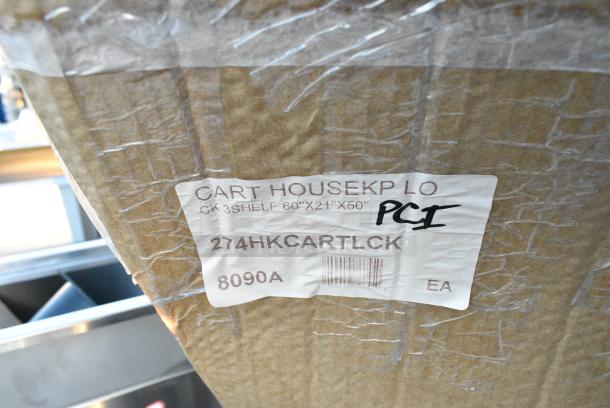 CART HOUSEKP LO
CK 3SHELF 60"X21"X50"
PCI
274HKCARTLCK
8090A
EA